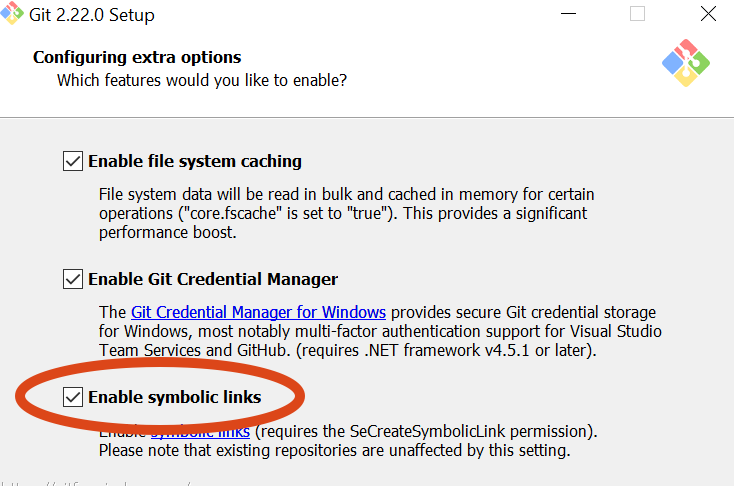 Git 2.22.0 Setup
Configuring extra options
Which features would you like to enable?
Enable file system caching
File system data will be read in bulk and cached in memory for certain
operations ("core.fscache" is set to "true"). This provides a significant
performance boost.
Enable Git Credential Manager
The Git Credential Manager for Windows provides secure Git credential storage
for Windows, most notably multi-factor authentication support for Visual Studio
Team Services and GitHub. (requires .NET framework v4.5.1 or later).
Enable symbolic links
Enable symbolic links (requires the SeCreateSymbolicLink permission).
Please note that existing repositories are unaffected by this setting.